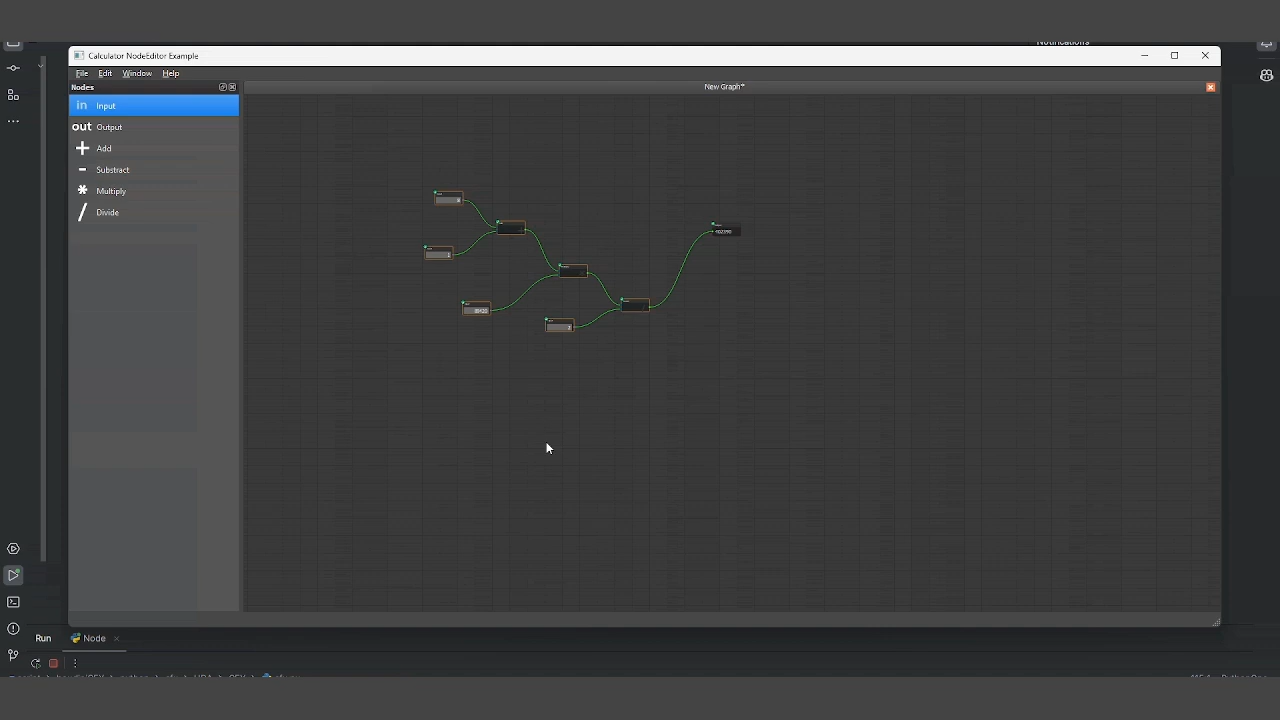 Calculator NodeEditor Example
File Edit Window Help
Nodes
New Graph*
in Input
out Output
Add
Substract
Multiply
Divide
Run
Node